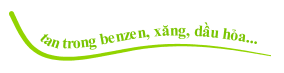 tan trong benzen, xăng, dầu hỏa...